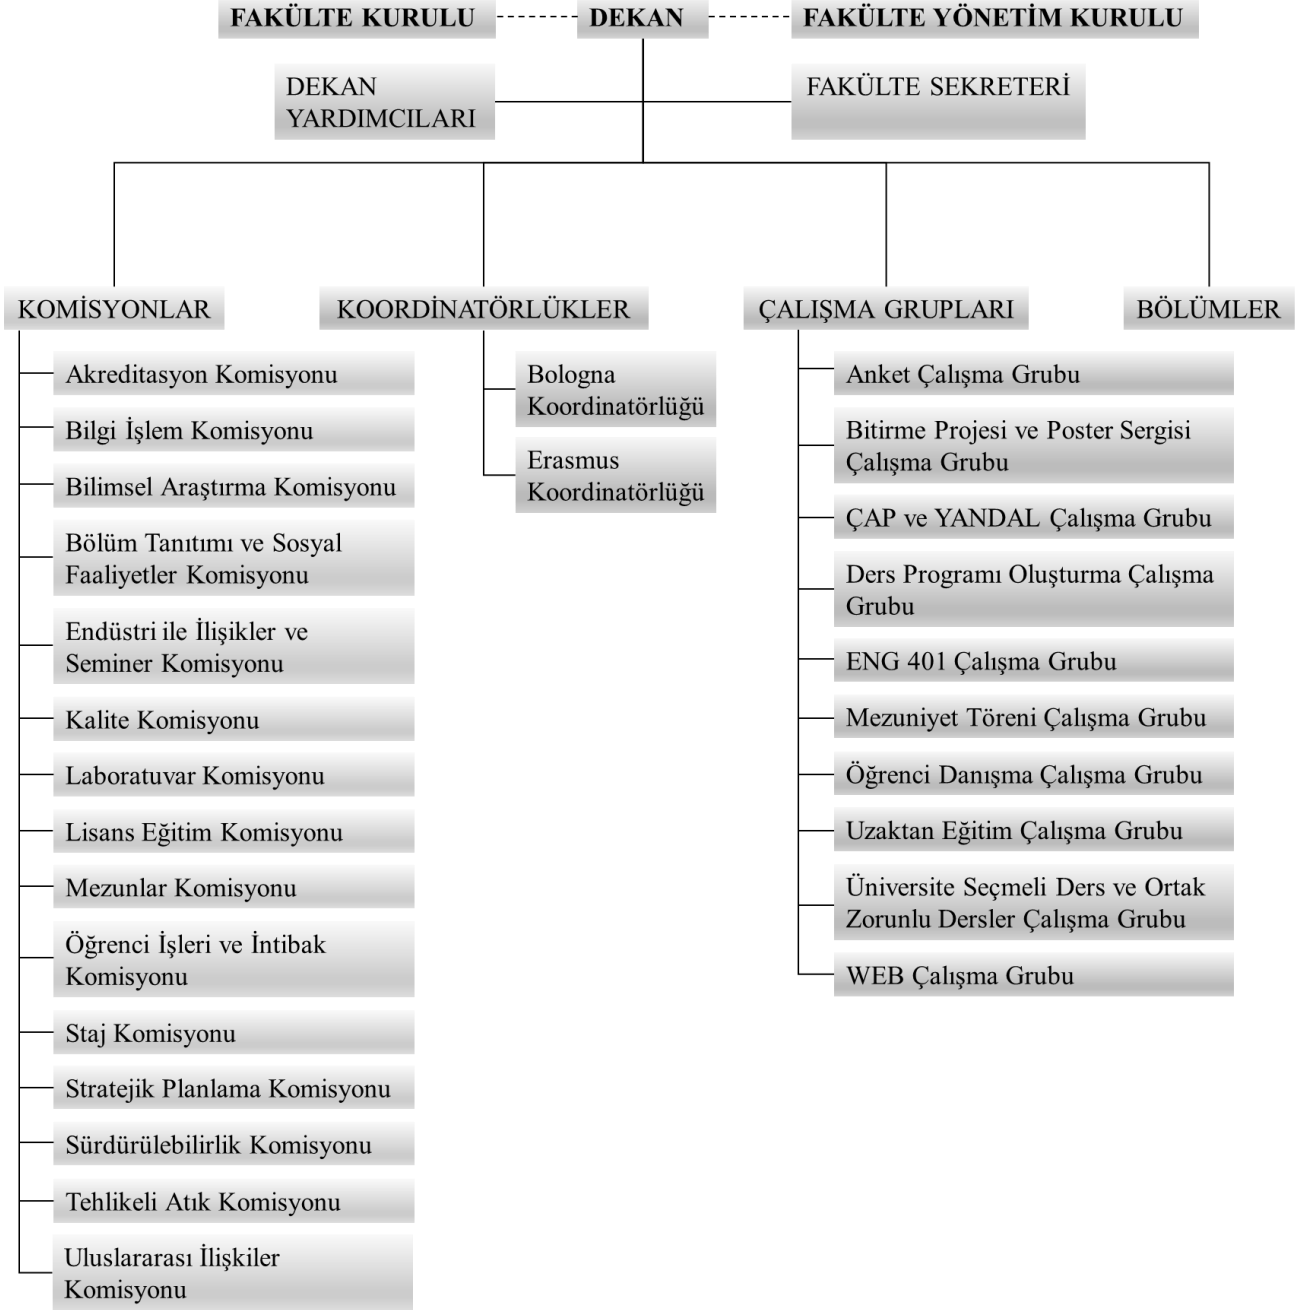 FAKÜLTE KURULU
DEKAN
FAKÜLTE YÖNETİM KURULU
DEKAN
YARDIMCILARI
FAKÜLTE SEKRETERİ
KOMİSYONLAR
Akreditasyon Komisyonu
Bilgi İşlem Komisyonu
Bilimsel Araştırma Komisyonu
Bölüm Tanıtımı ve Sosyal
Faaliyetler Komisyonu
Endüstri ile İlişikler ve
Seminer Komisyonu
Kalite Komisyonu
Laboratuvar Komisyonu
Lisans Eğitim Komisyonu
Mezunlar Komisyonu
Öğrenci İşleri ve İntibak
Komisyonu
Staj Komisyonu
Stratejik Planlama Komisyonu
Sürdürülebilirlik Komisyonu
Tehlikeli Atık Komisyonu
Uluslararası İlişkiler
Komisyonu
KOORDİNATÖRLÜKLER
Bologna
Koordinatörlüğü
Erasmus
Koordinatörlüğü
ÇALIŞMA GRUPLARI
Anket Çalışma Grubu
Bitirme Projesi ve Poster Sergisi
Çalışma Grubu
ÇAP ve YANDAL Çalışma Grubu
Ders Programı Oluşturma Çalışma
Grubu
ENG 401 Çalışma Grubu
Mezuniyet Töreni Çalışma Grubu
Öğrenci Danışma Çalışma Grubu
Uzaktan Eğitim Çalışma Grubu
Üniversite Seçmeli Ders ve Ortak
Zorunlu Dersler Çalışma Grubu
WEB Çalışma Grubu
BÖLÜMLER